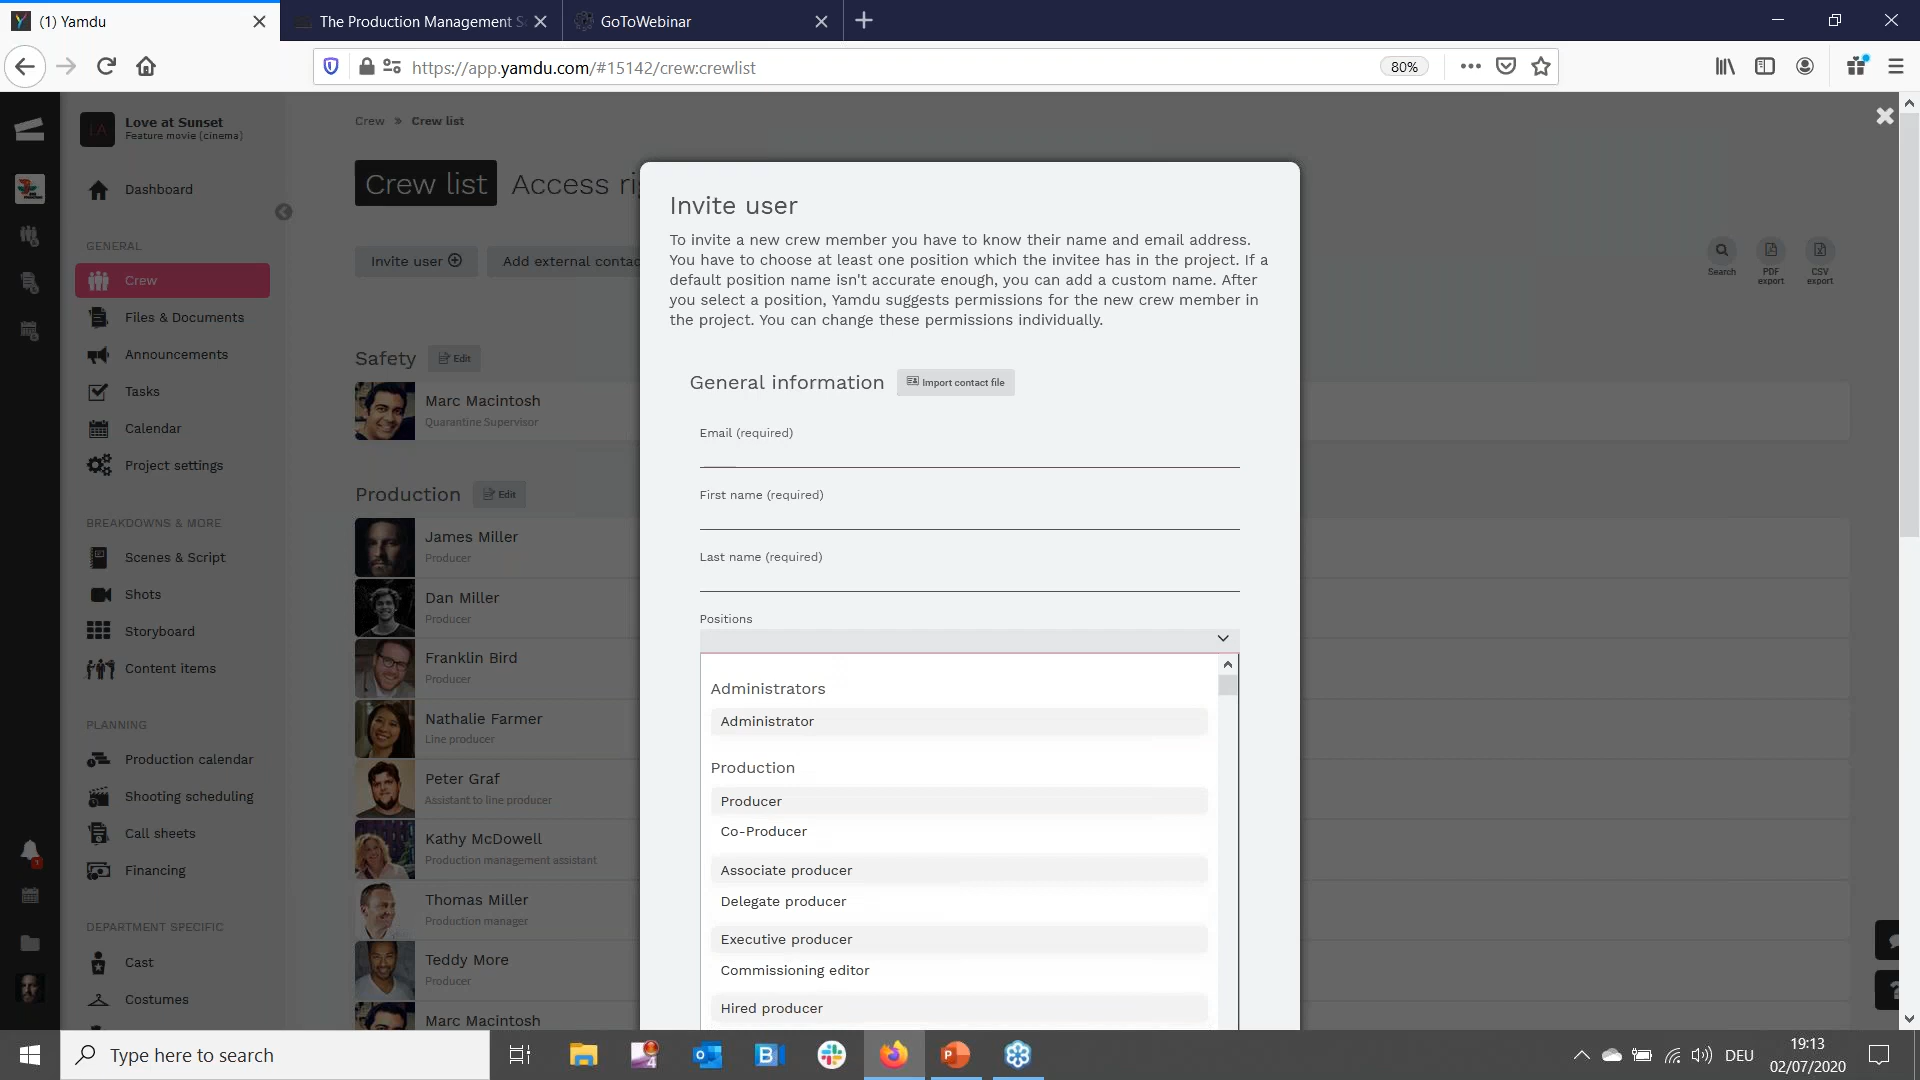 (1) Yamdu
The Production Management S
GoToWebinar
https://app.yamdu.com/#15142/crew:crewlist
80%
Love at Sunset
Feature movie (cinema)
LA
Dashboard
GENERAL
Crew
Files & Documents
Announcements
Tasks
Calendar
Project settings
BREAKDOWNS & MORE
Scenes & Script
Shots
Storyboard
Content items
PLANNING
Production calendar
Shooting scheduling
Call sheets
Financing
DEPARTMENT SPECIFIC
Cast
Costumes
Crew » Crew list
Crew list
Access ri
Invite user
Add external contac
Search
PDF export
CSV export
Safety
Edit
Marc Macintosh
Quarantine Supervisor
Production
Edit
James Miller
Producer
Dan Miller
Producer
Franklin Bird
Producer
Nathalie Farmer
Line producer
Peter Graf
Assistant to line producer
Kathy McDowell
Production management assistant
Thomas Miller
Production manager
Teddy More
Producer
Marc Macintosh
Invite user
To invite a new crew member you have to know their name and email address.
You have to choose at least one position which the invitee has in the project. If a
default position name isn't accurate enough, you can add a custom name. After
you select a position, Yamdu suggests permissions for the new crew member in
the project. You can change these permissions individually.
General information
Import contact file
Email (required)
First name (required)
Last name (required)
Positions
Administrators
Administrator
Production
Producer
Co-Producer
Associate producer
Delegate producer
Executive producer
Commissioning editor
Hired producer
Type here to search
DEU
19:13
02/07/2020